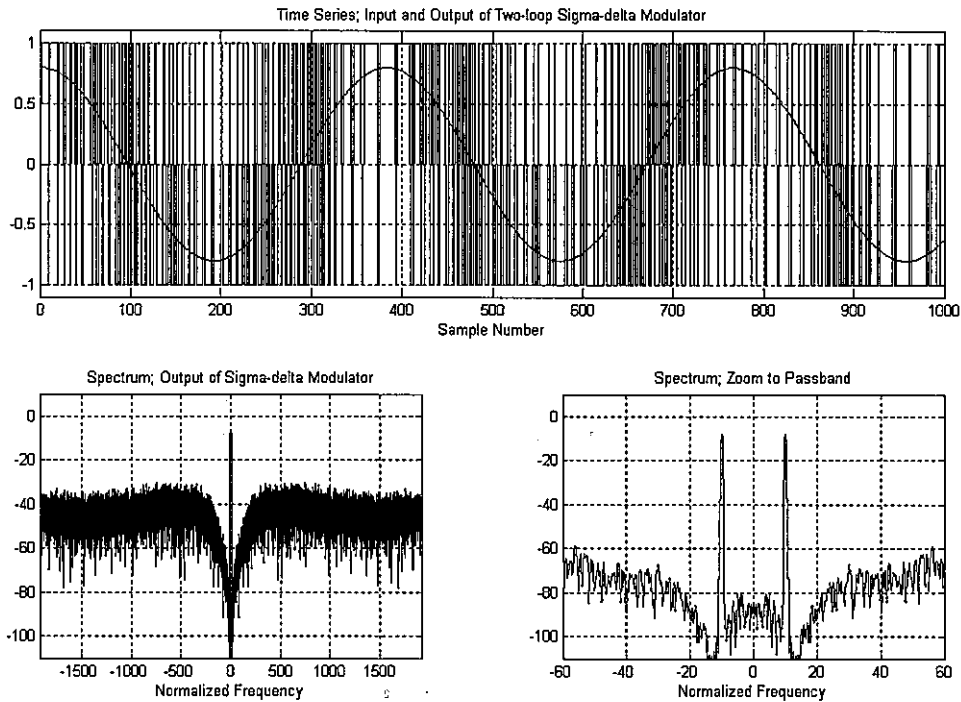 Time Series; Input and Output of Two-loop Sigma-delta Modulator
1
0.5
0
-0.5
-1
0 100 200 300 400 500 600 700 800 900 1000
Sample Number
Spectrum; Output of Sigma-delta Modulator
0
-20
-40
-60
-80
-100
-1500 -1000 -500 0 500 1000 1500
Normalized Frequency
Spectrum; Zoom to Passband
0
-20
-40
-60
-80
-100
-60 -40 -20 0 20 40 60
Normalized Frequency